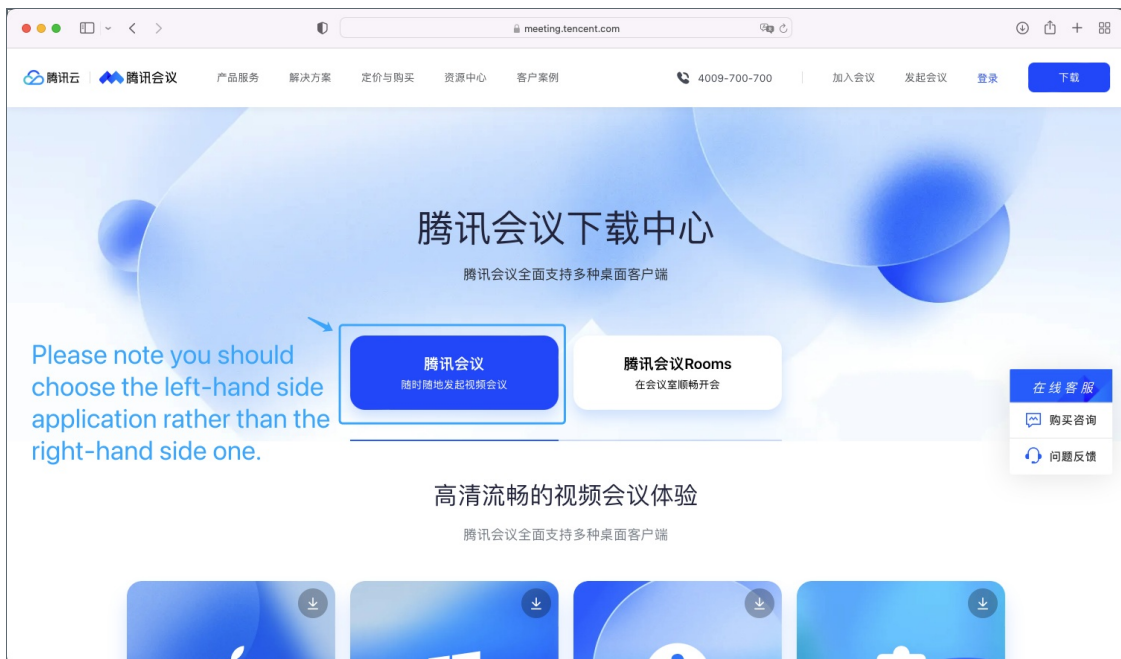 meeting.tencent.com
腾讯云 腾讯会议 产品服务 解决方案 定价与购买 资源中心 客户案例 4009-700-700 加入会议 发起会议 登录 下载
腾讯会议下载中心
腾讯会议全面支持多种桌面客户端
Please note you should
choose the left-hand side
application rather than the
right-hand side one.
腾讯会议
随时随地发起视频会议
腾讯会议Rooms
在会议室顺畅开会
在线客服
购买咨询
问题反馈
高清流畅的视频会议体验
腾讯会议全面支持多种桌面客户端